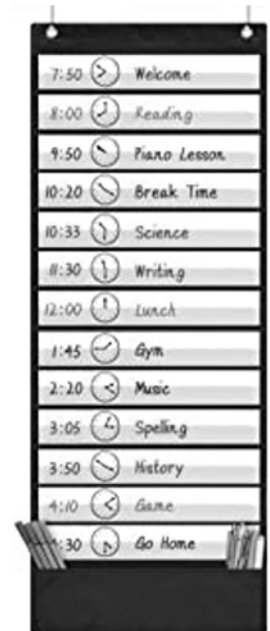 7:50 Welcome
8:00 Reading
9:50 Piano Lesson
10:20 Break Time
10:33 Science
11:30 Writing
12:00 Lunch
1:45 Gym
2:20 Music
3:05 Spelling
3:50 History
4:10 Game
:30 Go Home